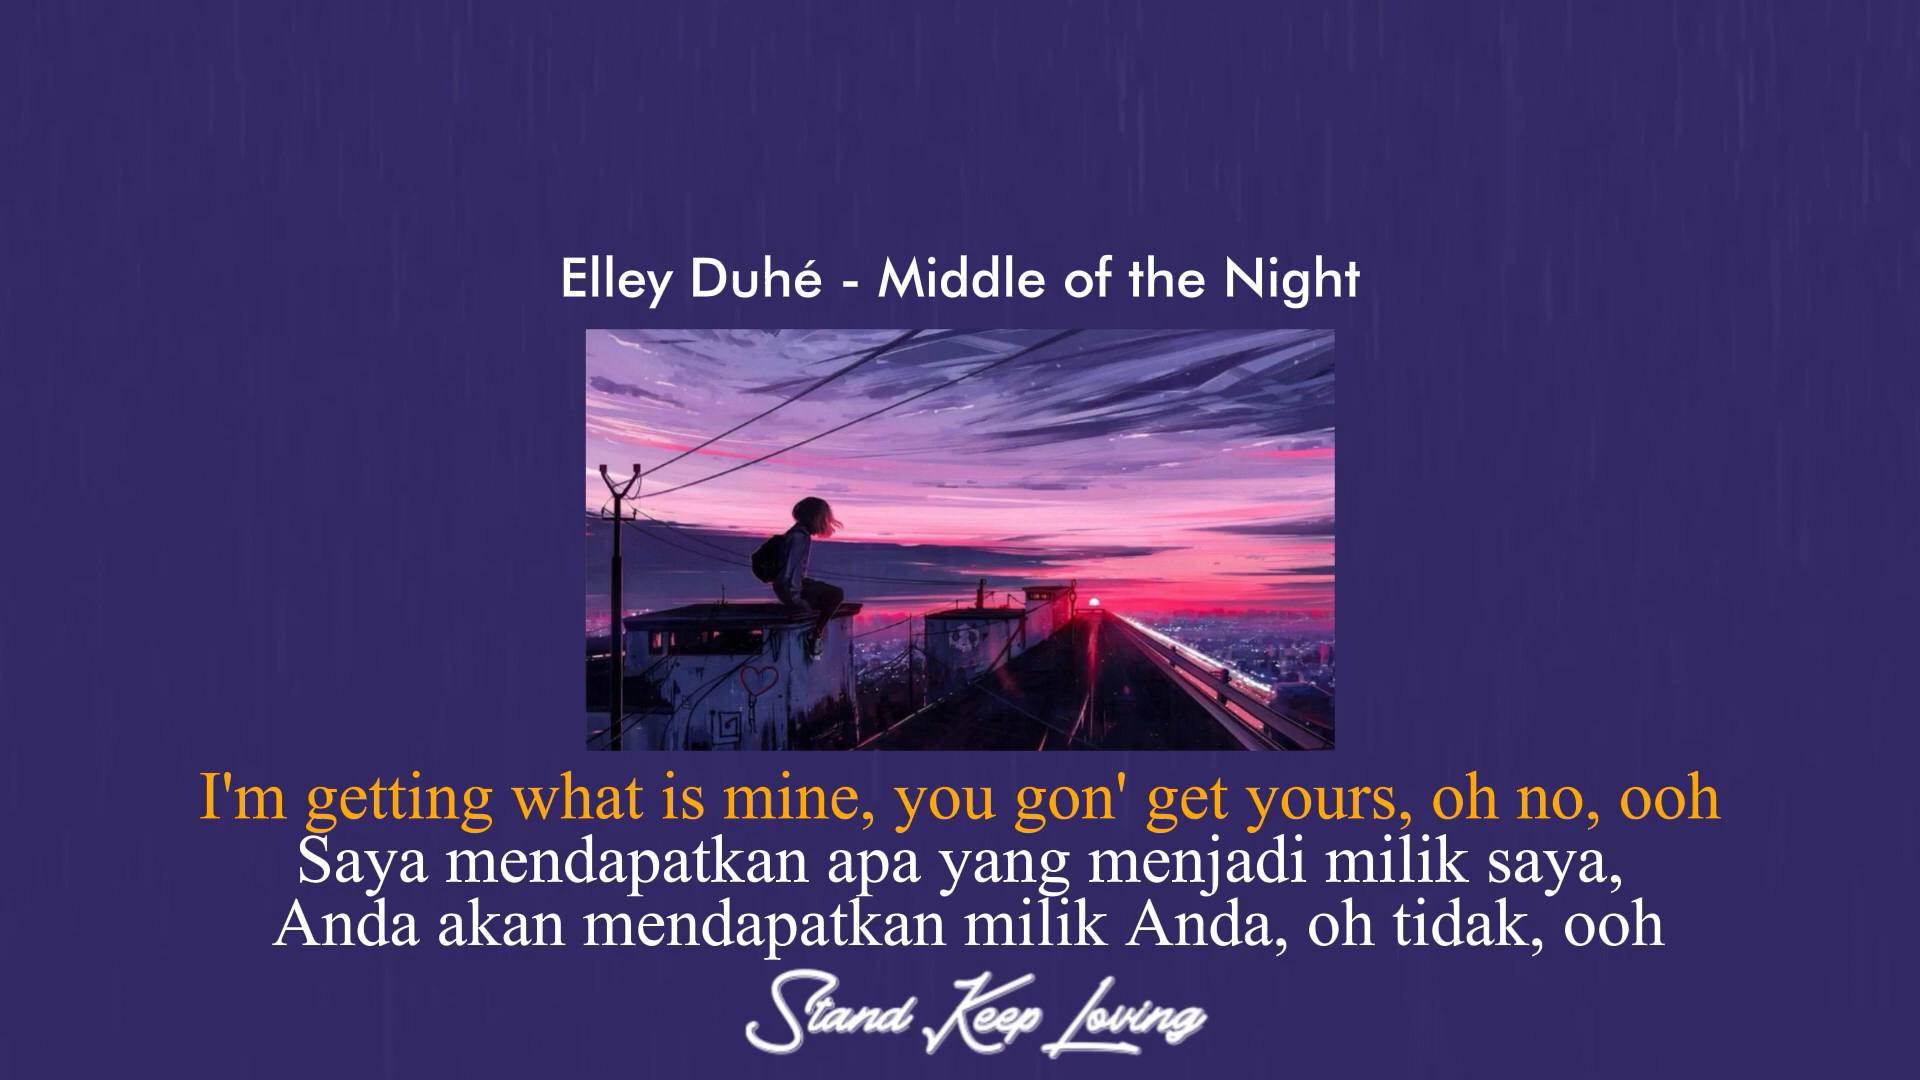 Elley Duhé - Middle of the Night
I'm getting what is mine, you gon' get yours, oh no, ooh
Saya mendapatkan apa yang menjadi milik saya,
Anda akan mendapatkan milik Anda, oh tidak, ooh
Stand Keep Loving